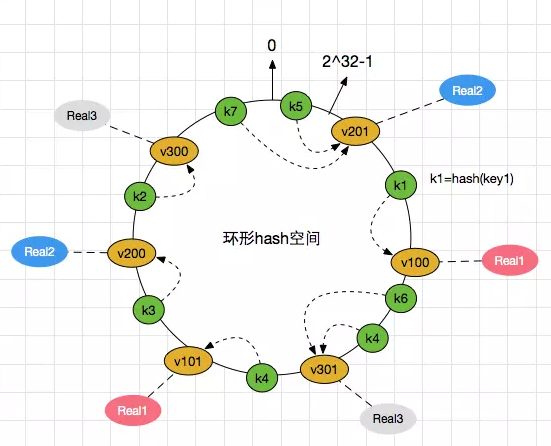 0
2^32-1
k7
k5
Real2
Real3
v201
v300
k1
k1=hash(key1)
k2
环形hash空间
Real2
v200
v100
Real1
k6
k3
k4
v101
v301
k4
Real1
Real3